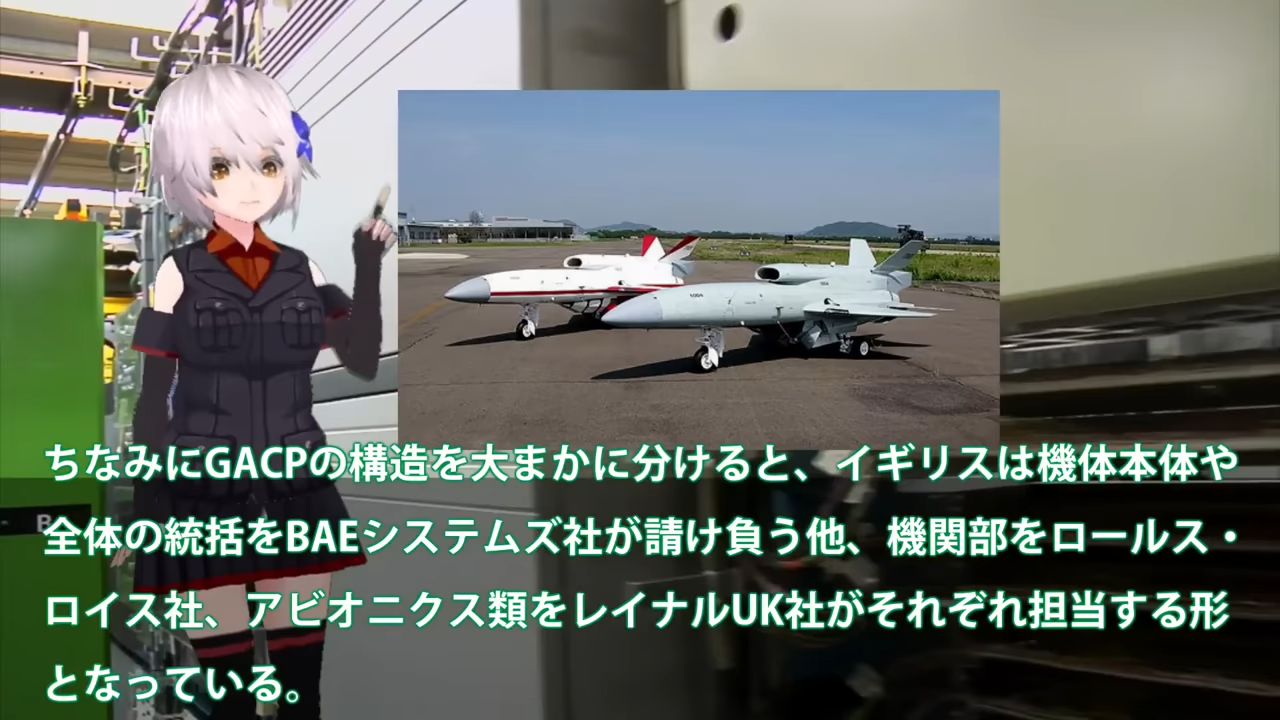 ちなみにGACPの構造を大まかに分けると、イギリスは機体本体や
全体の統括をBAEシステムズ社が請け負う他、機関部をロールス・
ロイス社、アビオニクス類をレイナルUK社がそれぞれ担当する形
となっている。
B